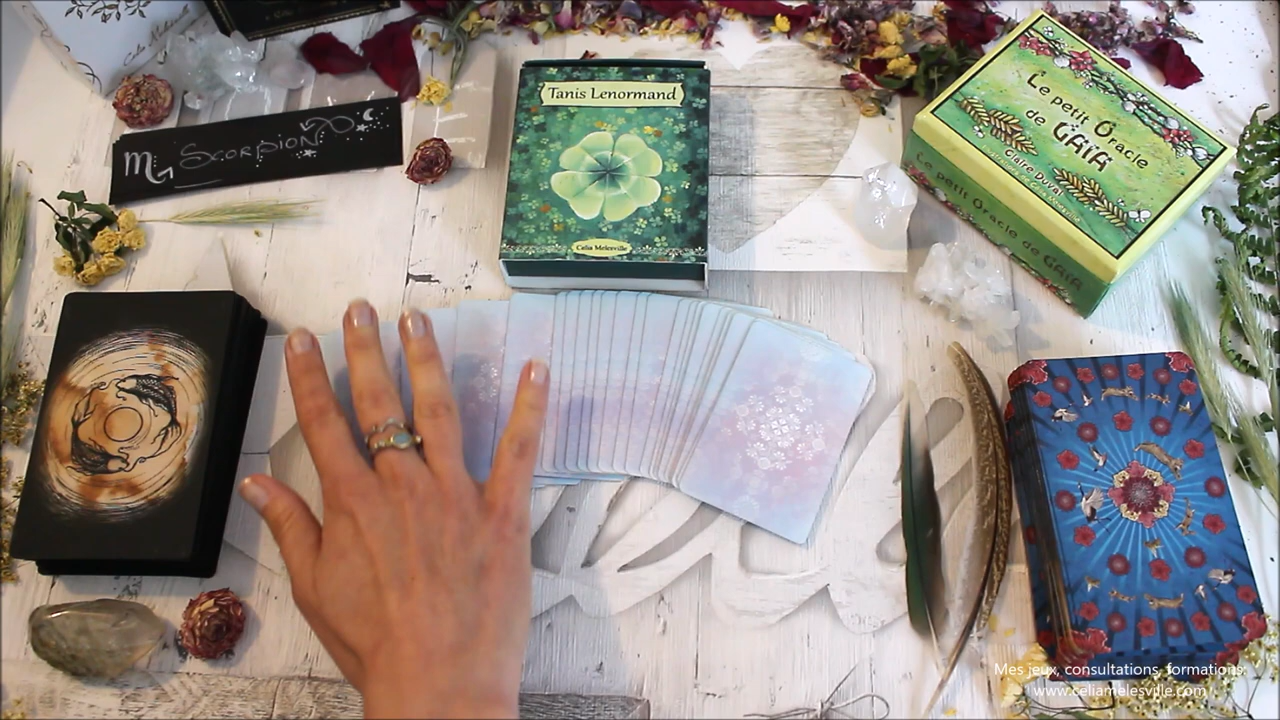 ♏ Scorpion
Tanis Lenormand
Célia Melesville
Le petit Oracle
de GAÏA
Claire Duval
Le petit Oracle de GAÏA
Mes jeux, consultations, formations:
www.celiamelesville.com